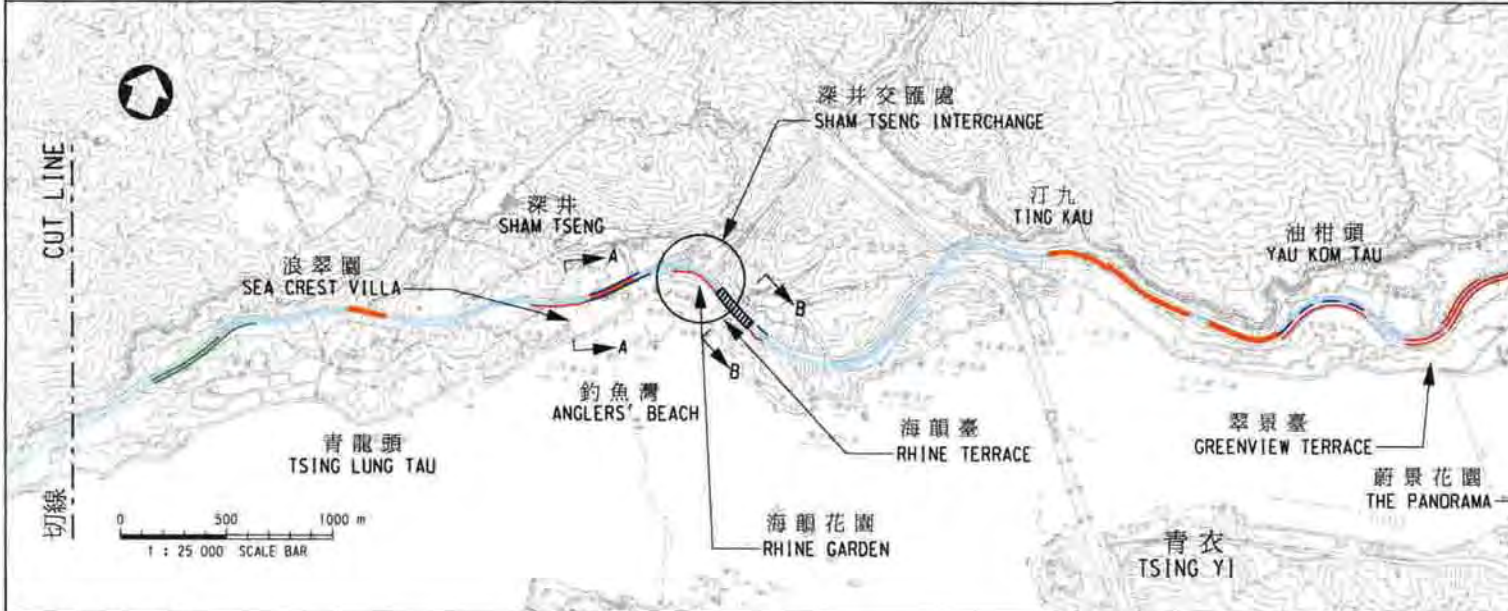 深井交匯處
SHAM TSENG INTERCHANGE
CUT LINE
切線
深井
SHAM TSENG
汀九
TING KAU
油柑頭
YAU KOM TAU
浪翠園
SEA CREST VILLA
A
A
B
B
釣魚灣
ANGLERS' BEACH
青龍頭
TSING LUNG TAU
海韻臺
RHINE TERRACE
翠景臺
GREENVIEW TERRACE
蔚景花園
THE PANORAMA
海韻花園
RHINE GARDEN
青衣
TSING YI
0 500 1000 m
1 : 25 000 SCALE BAR